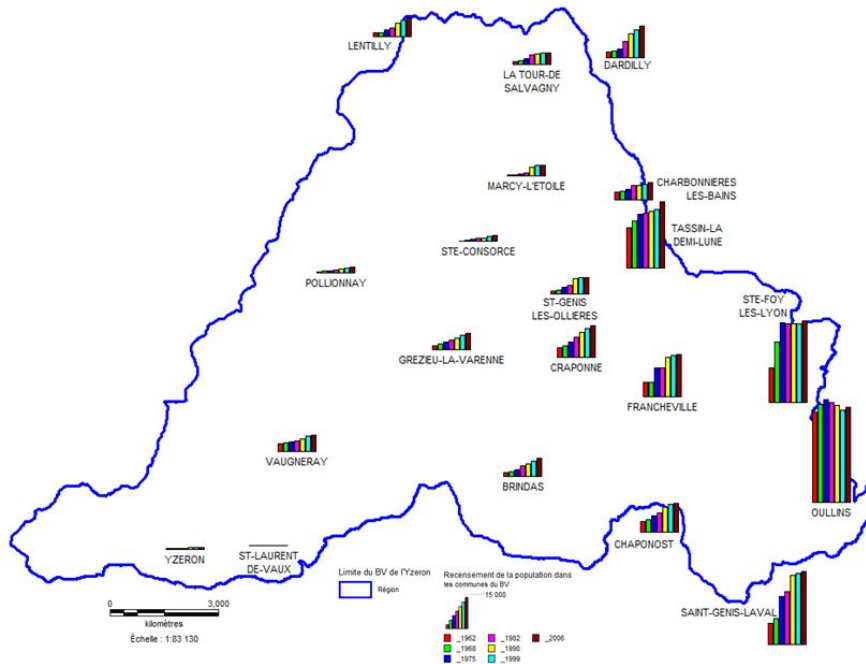 LENTILLY
LA TOUR-DE
SALVAGNY
DARDILLY
MARCY-L'ETOILE
CHARBONNIERES
LES-BAINS
TASSIN-LA
DEMI-LUNE
STE-CONSORCE
POLLIONNAY
ST-GENIS
LES-OLLIERES
STE-FOY
LES-LYON
GREZIEU-LA-VARENNE
CRAPONNE
FRANCHEVILLE
VAUGNERAY
BRINDAS
OULLINS
YZERON
ST-LAURENT
DE-VAUX
CHAPONOST
SAINT-GENIS-LAVAL
0 3,000
kilomètres
Échelle : 1:83 130
Limite du BV de l'Yzeron
Région
Recensement de la population dans
les communes du BV
15 000
_1962 _1982 _2006
_1968 _1990
_1975 _1999